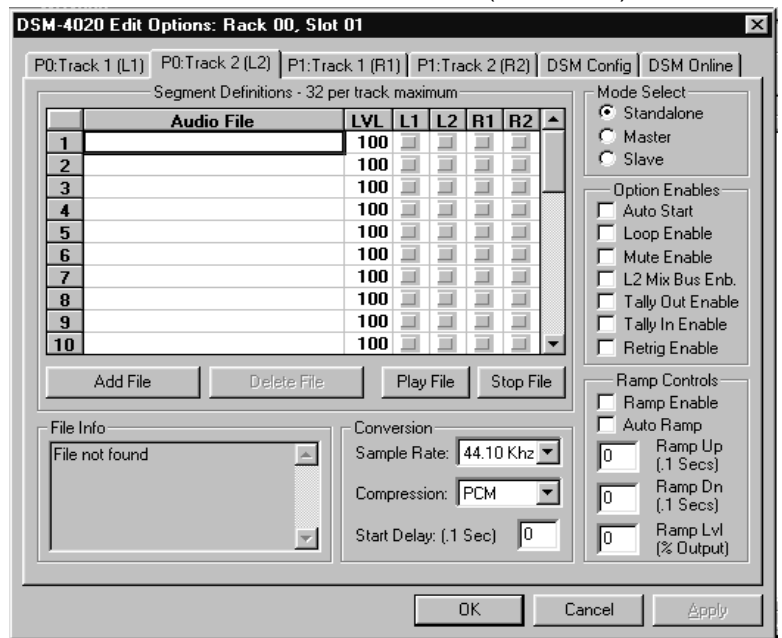 DSM-4020 Edit Options: Rack 00, Slot 01
P0:Track 1 (L1) P0:Track 2 (L2) P1:Track 1 (R1) P1:Track 2 (R2) DSM Config DSM Online
Segment Definitions - 32 per track maximum
Audio File LVL L1 L2 R1 R2
1 100
2 100
3 100
4 100
5 100
6 100
7 100
8 100
9 100
10 100
Add File Delete File Play File Stop File
File Info
File not found
Conversion
Sample Rate: 44.10 Khz
Compression: PCM
Start Delay: (.1 Sec) 0
Mode Select
Standalone
Master
Slave
Option Enables
Auto Start
Loop Enable
Mute Enable
L2 Mix Bus Enb.
Tally Out Enable
Tally In Enable
Retrig Enable
Ramp Controls
Ramp Enable
Auto Ramp
0 Ramp Up
(.1 Secs)
0 Ramp Dn
(.1 Secs)
0 Ramp Lvl
(% Output)
OK Cancel Apply